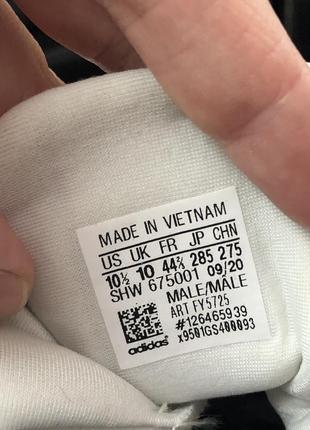 MADE IN VIETNAM
US UK FR JP CHN
10½ 10 44⅔ 285 275
SHW 675001 09/20
MALE/MALE
ART FY5725
#126465939
x9501GS400093
adidas